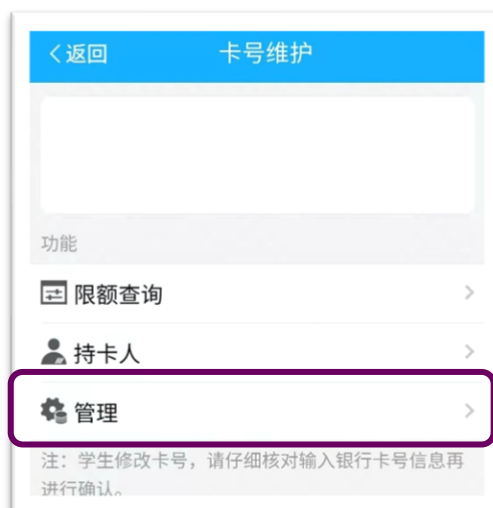 返回 卡号维护
功能
限额查询
持卡人
管理
注：学生修改卡号，请仔细核对输入银行卡号信息再
进行确认。